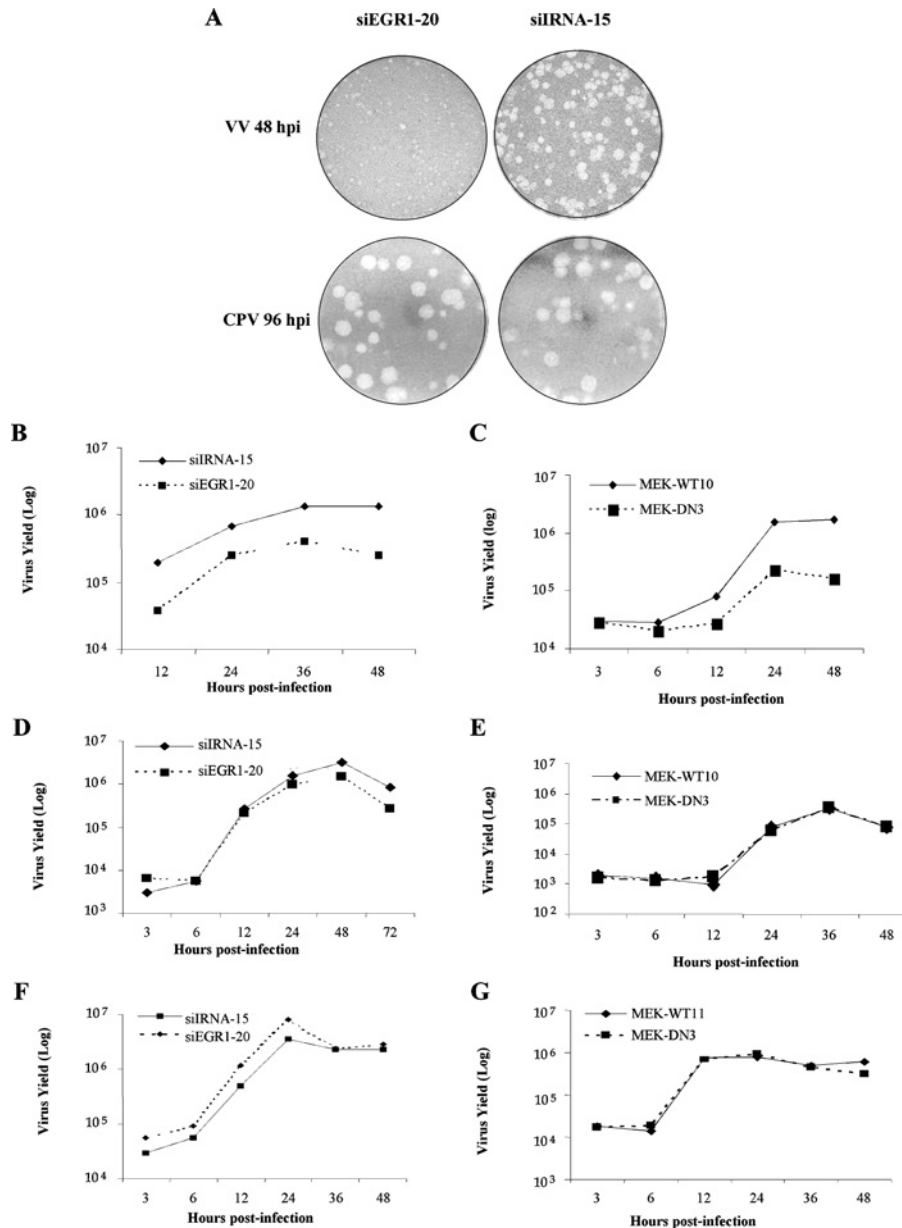 A
siEGR1-20 siIRNA-15
VV 48 hpi
CPV 96 hpi
B
Virus Yield (Log)
10⁷
10⁶
10⁵
10⁴
siIRNA-15
siEGR1-20
12 24 36 48
Hours post-infection
C
Virus Yield (log)
10⁷
10⁶
10⁵
10⁴
MEK-WT10
MEK-DN3
3 6 12 24 48
Hours post-infection
D
Virus Yield (Log)
10⁷
10⁶
10⁵
10⁴
10³
siIRNA-15
siEGR1-20
3 6 12 24 48 72
Hours post-infection
E
Virus Yield (Log)
10⁷
10⁶
10⁵
10⁴
10³
10²
MEK-WT10
MEK-DN3
3 6 12 24 36 48
Hours post-infection
F
Virus Yield (Log)
10⁷
10⁶
10⁵
10⁴
siIRNA-15
siEGR1-20
3 6 12 24 36 48
Hours post-infection
G
Virus Yield (Log)
10⁷
10⁶
10⁵
10⁴
10³
MEK-WT11
MEK-DN3
3 6 12 24 36 48
Hours post-infection